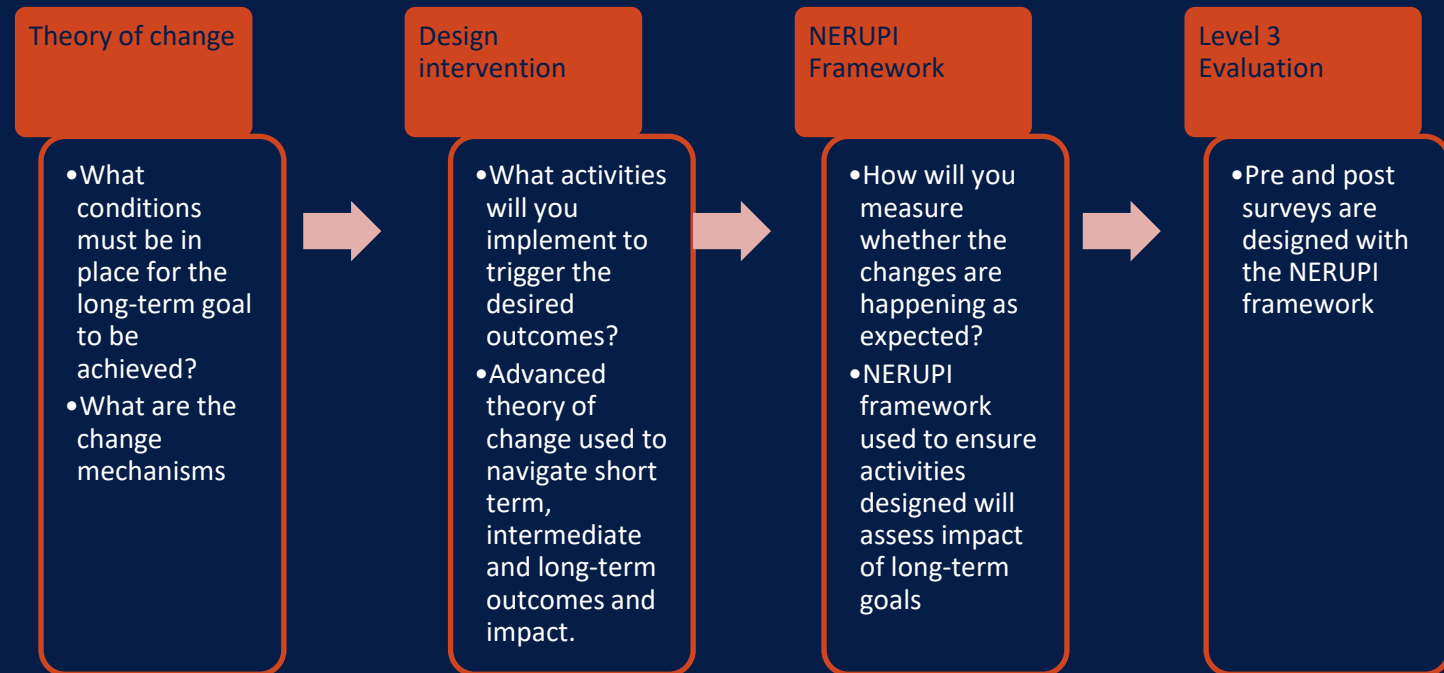 Theory of change
•What
conditions
must be in
place for the
long-term goal
to be
achieved?
•What are the
change
mechanisms
Design
intervention
•What activities
will you
implement to
trigger the
desired
outcomes?
•Advanced
theory of
change used to
navigate short
term,
intermediate
and long-term
outcomes and
impact.
NERUPI
Framework
•How will you
measure
whether the
changes are
happening as
expected?
•NERUPI
framework
used to ensure
activities
designed will
assess impact
of long-term
goals
Level 3
Evaluation
•Pre and post
surveys are
designed with
the NERUPI
framework